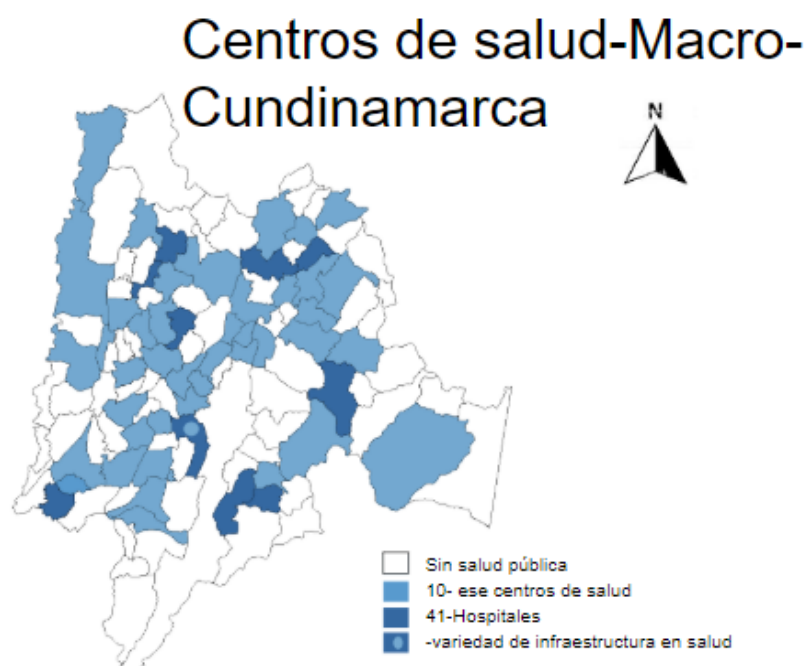 Centros de salud-Macro-
Cundinamarca
N
Sin salud pública
10- ese centros de salud
41-Hospitales
-variedad de infraestructura en salud